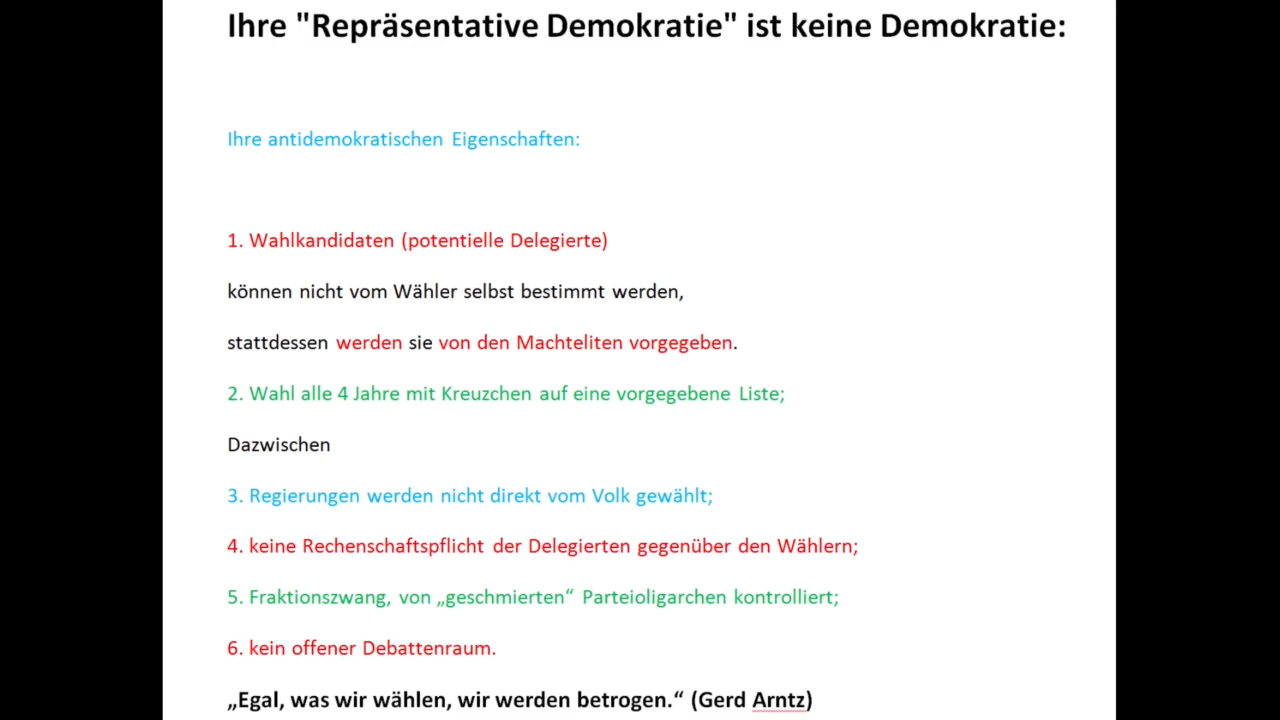 Ihre "Repräsentative Demokratie" ist keine Demokratie:
Ihre antidemokratischen Eigenschaften:
1. Wahlkandidaten (potentielle Delegierte)
können nicht vom Wähler selbst bestimmt werden,
stattdessen werden sie von den Machteliten vorgegeben.
2. Wahl alle 4 Jahre mit Kreuzchen auf eine vorgegebene Liste;
Dazwischen
3. Regierungen werden nicht direkt vom Volk gewählt;
4. keine Rechenschaftspflicht der Delegierten gegenüber den Wählern;
5. Fraktionszwang, von „geschmierten“ Parteioligarchen kontrolliert;
6. kein offener Debattenraum.
„Egal, was wir wählen, wir werden betrogen.“ (Gerd Arntz)